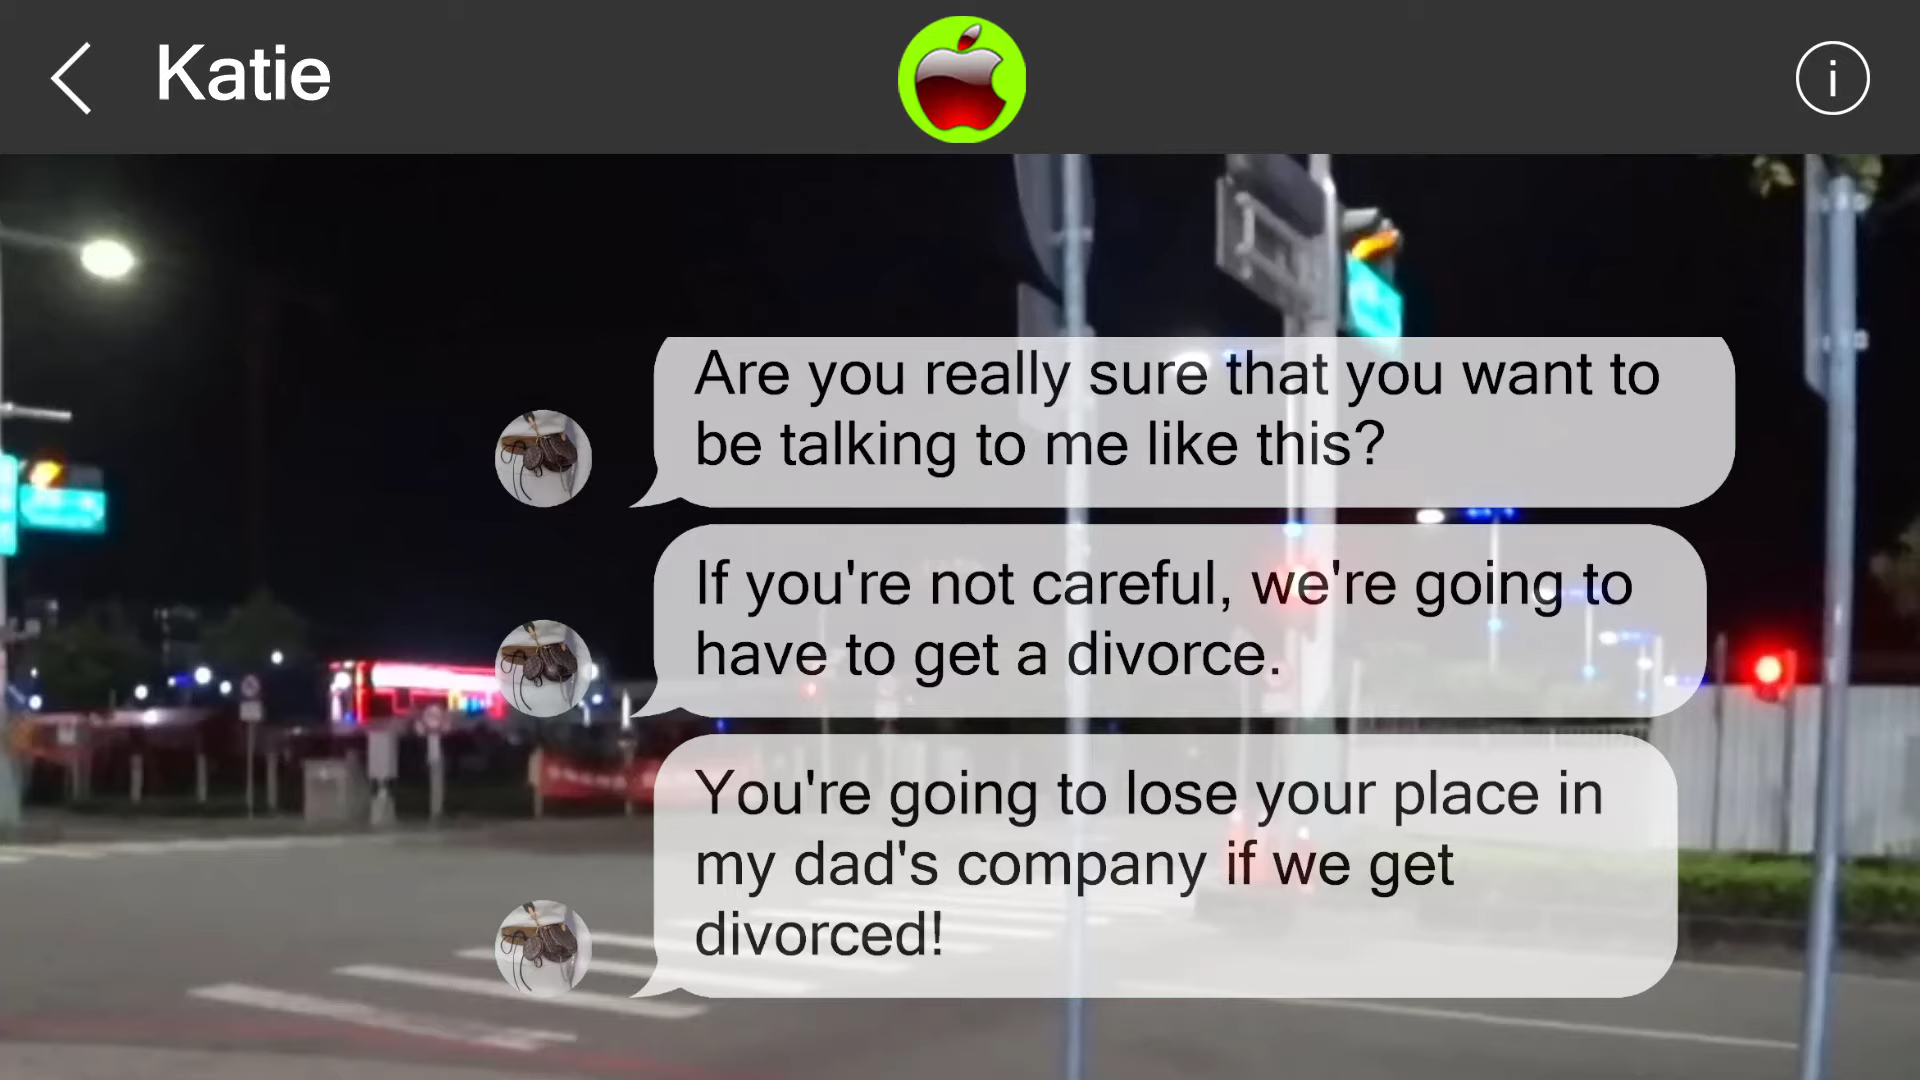 Katie
i
Are you really sure that you want to
be talking to me like this?
If you're not careful, we're going to
have to get a divorce.
You're going to lose your place in
my dad's company if we get
divorced!